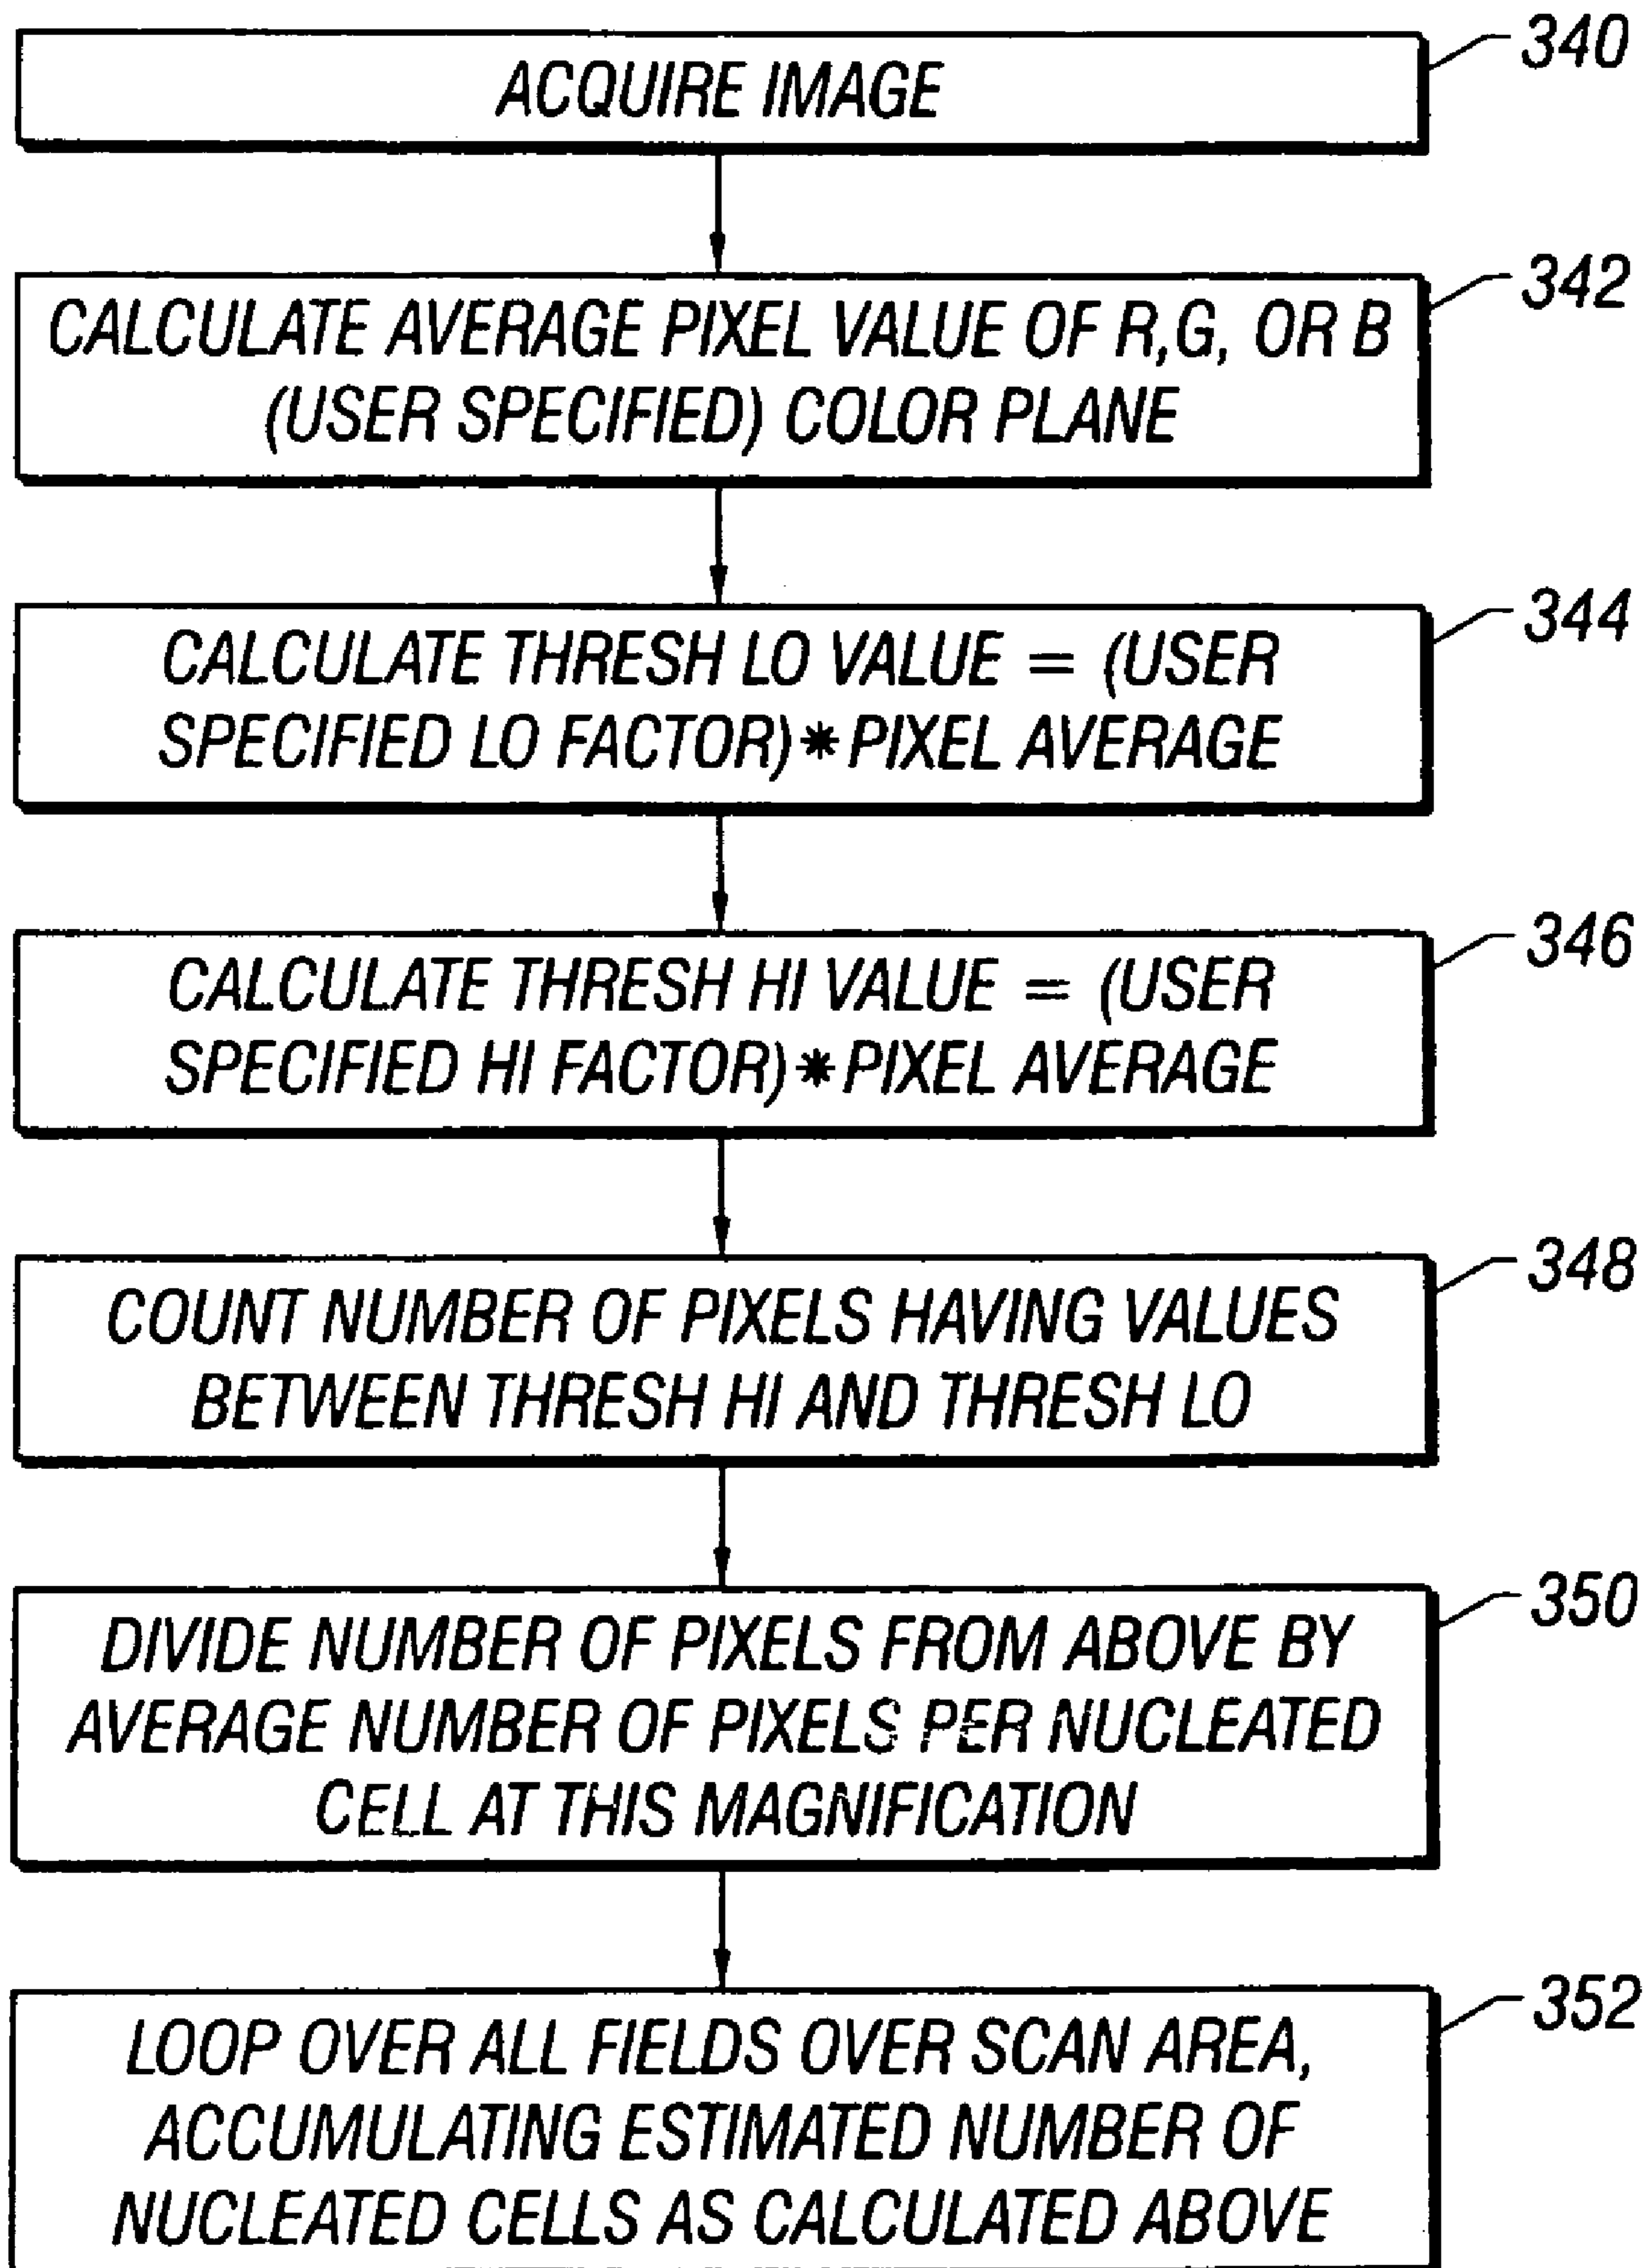 340
ACQUIRE IMAGE
342
CALCULATE AVERAGE PIXEL VALUE OF R,G, OR B
(USER SPECIFIED) COLOR PLANE
344
CALCULATE THRESH LO VALUE = (USER
SPECIFIED LO FACTOR)*PIXEL AVERAGE
346
CALCULATE THRESH HI VALUE = (USER
SPECIFIED HI FACTOR)*PIXEL AVERAGE
348
COUNT NUMBER OF PIXELS HAVING VALUES
BETWEEN THRESH HI AND THRESH LO
350
DIVIDE NUMBER OF PIXELS FROM ABOVE BY
AVERAGE NUMBER OF PIXELS PER NUCLEATED
CELL AT THIS MAGNIFICATION
352
LOOP OVER ALL FIELDS OVER SCAN AREA,
ACCUMULATING ESTIMATED NUMBER OF
NUCLEATED CELLS AS CALCULATED ABOVE